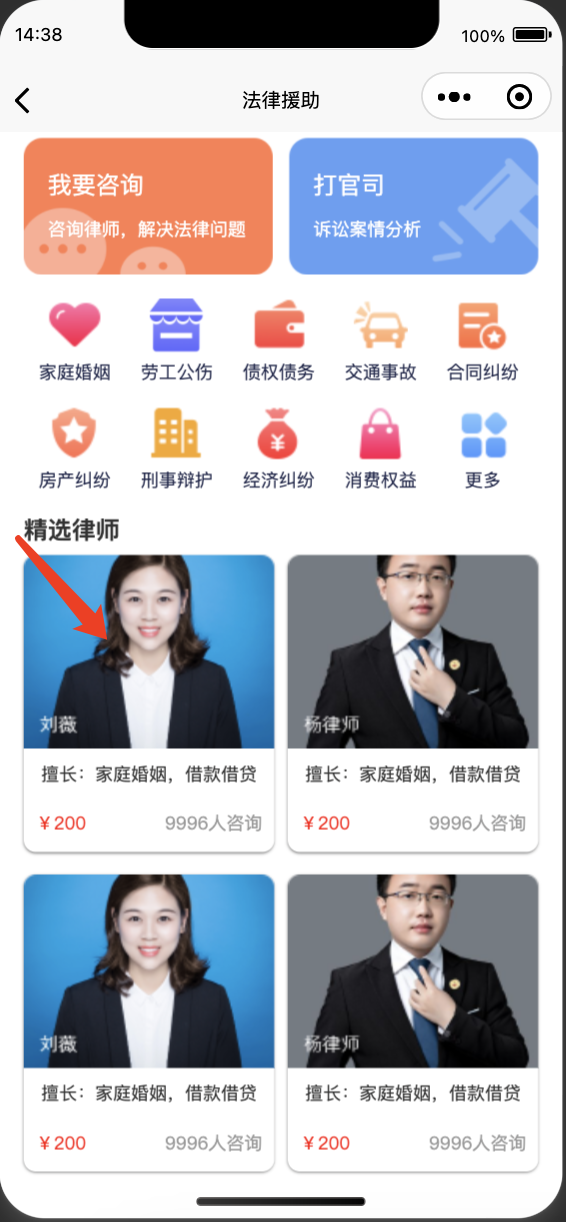 14:38
100%
法律援助
我要咨询
咨询律师，解决法律问题
打官司
诉讼案情分析
家庭婚姻 劳工公伤 债权债务 交通事故 合同纠纷
房产纠纷 刑事辩护 经济纠纷 消费权益 更多
精选律师
刘薇
擅长：家庭婚姻，借款借贷
￥200 9996人咨询
杨律师
擅长：家庭婚姻，借款借贷
￥200 9996人咨询
刘薇
擅长：家庭婚姻，借款借贷
￥200 9996人咨询
杨律师
擅长：家庭婚姻，借款借贷
￥200 9996人咨询